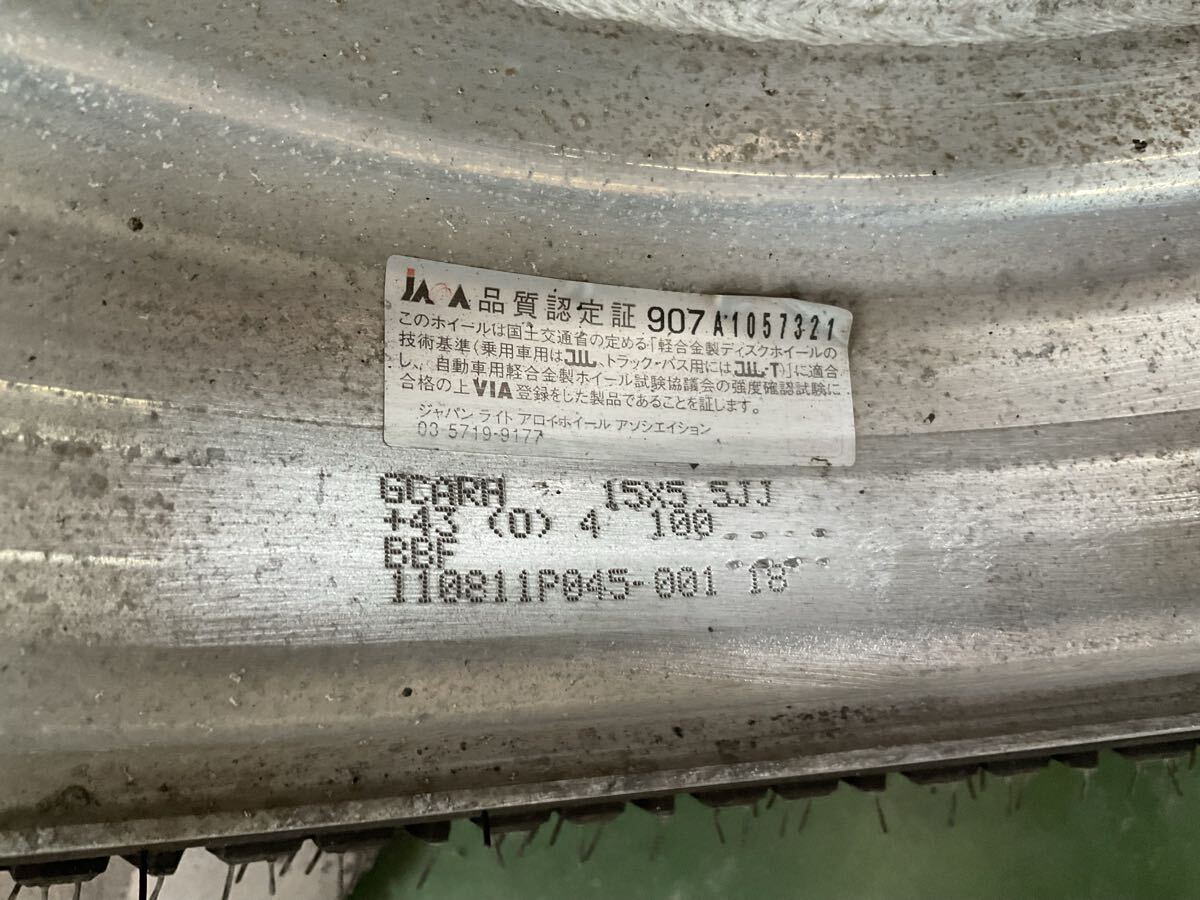 JAWA 品質認定証 907 A1057321
このホイールは国土交通省の定める「軽合金製ディスクホイールの
技術基準(乗用車用はJWL、トラック・バス用にはJWL-T)」に適合
し、自動車用軽合金製ホイール試験協議会の強度確認試験に
合格の上VIA登録をした製品であることを証します。
ジャパン ライト アロイホイール アソシエイション
03 5719-9177
GCARA 15X5.5JJ
+43 (0) 4 100
BBF
110811P045-001 18